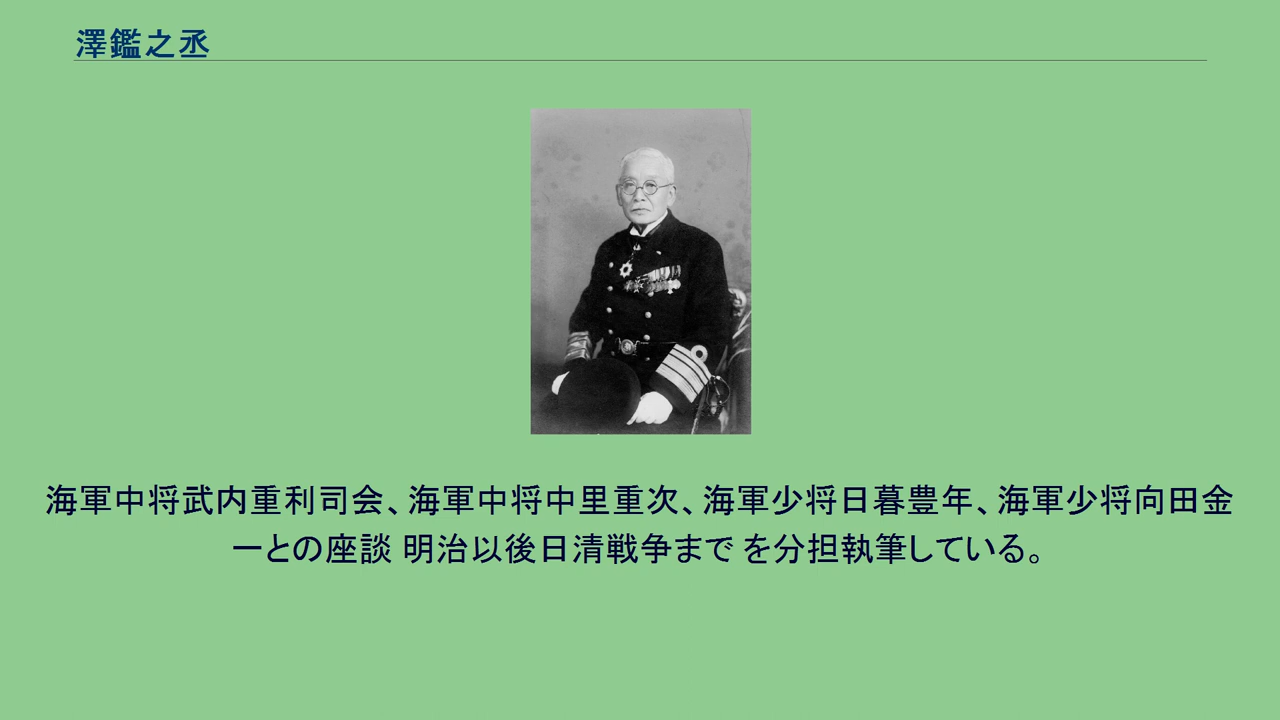 澤鑑之丞
海軍中将武内重利司会、海軍中将中里重次、海軍少将日暮豊年、海軍少将向田金
一との座談 明治以後日清戦争まで を分担執筆している。